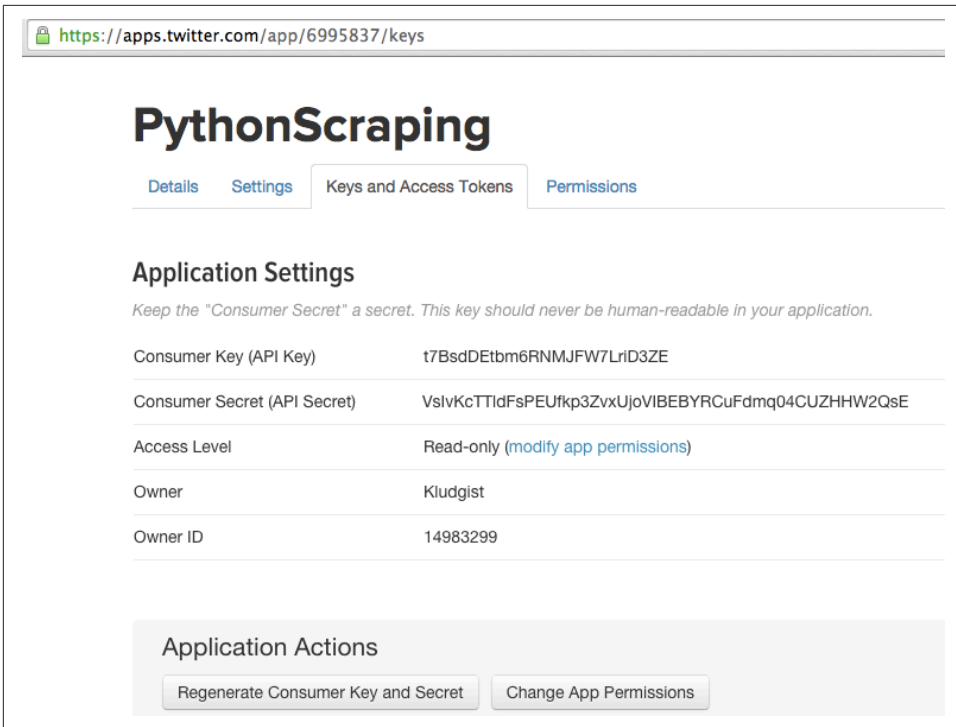 https://apps.twitter.com/app/6995837/keys
PythonScraping
Details Settings Keys and Access Tokens Permissions
Application Settings
Keep the "Consumer Secret" a secret. This key should never be human-readable in your application.
Consumer Key (API Key) t7BsdDEtbm6RNMJFW7LriD3ZE
Consumer Secret (API Secret)
Access Level Read-only (modify app permissions)
Owner Kludgist
Owner ID 14983299
Application Actions
Regenerate Consumer Key and Secret Change App Permissions